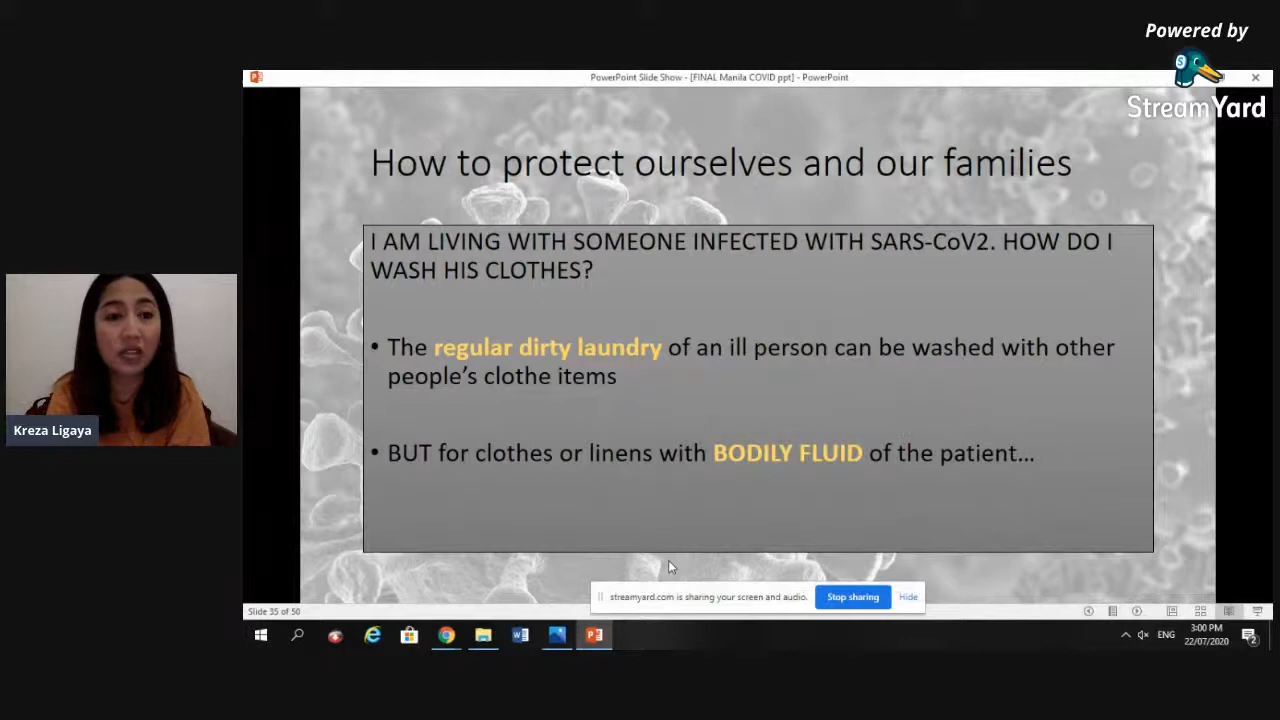 Powered by
StreamYard
PowerPoint Slide Show - [FINAL Manila COVID ppt] - PowerPoint
How to protect ourselves and our families
I AM LIVING WITH SOMEONE INFECTED WITH SARS-CoV2. HOW DO I
WASH HIS CLOTHES?
• The regular dirty laundry of an ill person can be washed with other
people's clothe items
• BUT for clothes or linens with BODILY FLUID of the patient...
Kreza Ligaya
streamyard.com is sharing your screen and audio.
Stop sharing
Hide
Slide 35 of 50
ENG
3:00 PM
22/07/2020
2